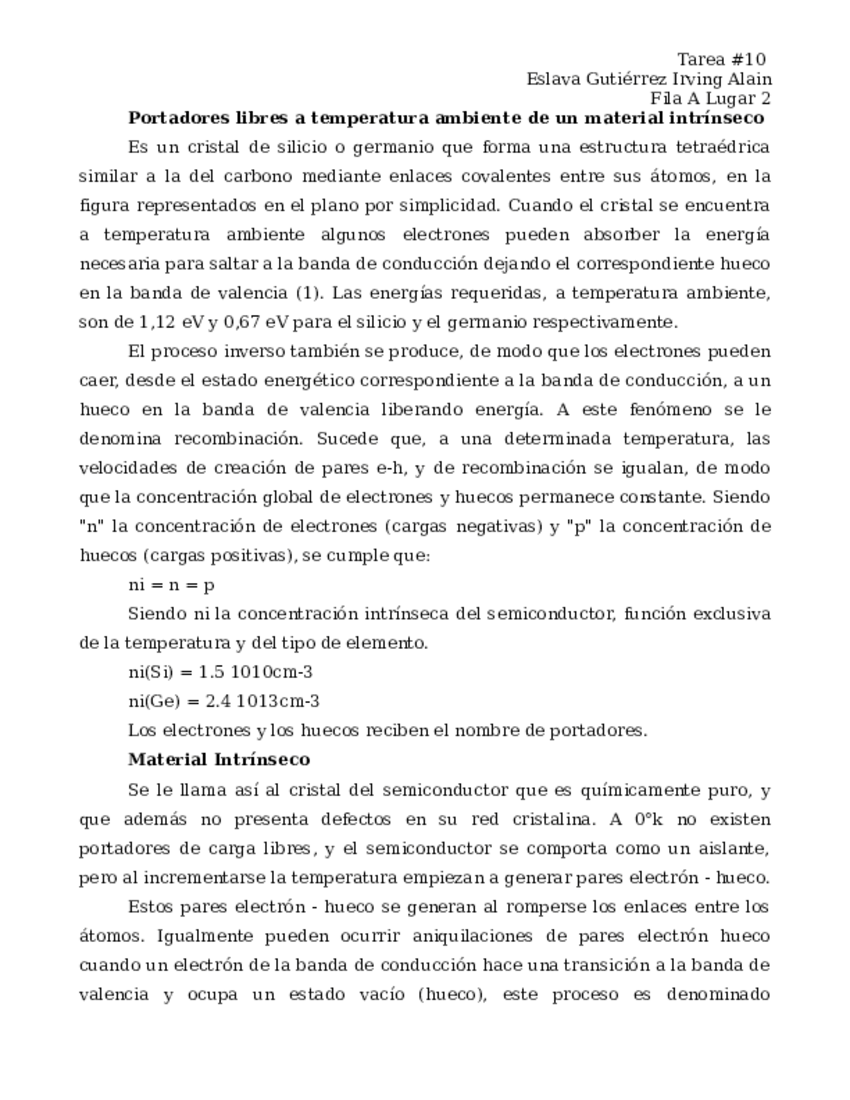 Tarea #10
Eslava Gutiérrez Irving Alain
Fila A Lugar 2
Portadores libres a temperatura ambiente de un material intrínseco
Es un cristal de silicio o germanio que forma una estructura tetraédrica
similar a la del carbono mediante enlaces covalentes entre sus átomos, en la
figura representados en el plano por simplicidad. Cuando el cristal se encuentra
a temperatura ambiente algunos electrones pueden absorber la energía
necesaria para saltar a la banda de conducción dejando el correspondiente hueco
en la banda de valencia (1). Las energías requeridas, a temperatura ambiente,
son de 1,12 eV y 0,67 eV para el silicio y el germanio respectivamente.
El proceso inverso también se produce, de modo que los electrones pueden
caer, desde el estado energético correspondiente a la banda de conducción, a un
hueco en la banda de valencia liberando energía. A este fenómeno se le
denomina recombinación. Sucede que, a una determinada temperatura, las
velocidades de creación de pares e-h, y de recombinación se igualan, de modo
que la concentración global de electrones y huecos permanece constante. Siendo
"n" la concentración de electrones (cargas negativas) y "p" la concentración de
huecos (cargas positivas), se cumple que:
ni = n = p
Siendo ni la concentración intrínseca del semiconductor, función exclusiva
de la temperatura y del tipo de elemento.
ni(Si) = 1.5 1010cm-3
ni(Ge) = 2.4 1013cm-3
Los electrones y los huecos reciben el nombre de portadores.
Material Intrínseco
Se le llama así al cristal del semiconductor que es químicamente puro, y
que además no presenta defectos en su red cristalina. A 0°k no existen
portadores de carga libres, y el semiconductor se comporta como un aislante,
pero al incrementarse la temperatura empiezan a generar pares electrón - hueco.
Estos pares electrón - hueco se generan al romperse los enlaces entre los
átomos. Igualmente pueden ocurrir aniquilaciones de pares electrón hueco
cuando un electrón de la banda de conducción hace una transición a la banda de
valencia y ocupa un estado vacío (hueco), este proceso es denominado